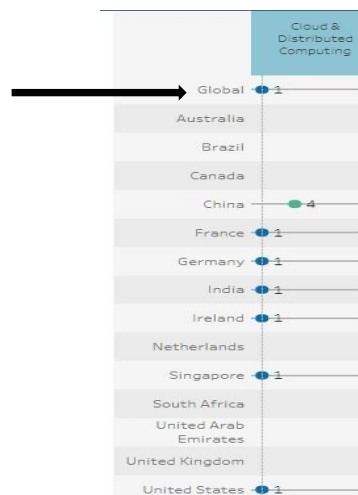 Cloud &
Distributed
Computing
Global 1
Australia
Brazil
Canada
China 4
France 1
Germany 1
India 1
Ireland 1
Netherlands
Singapore 1
South Africa
United Arab
Emirates
United Kingdom
United States 1